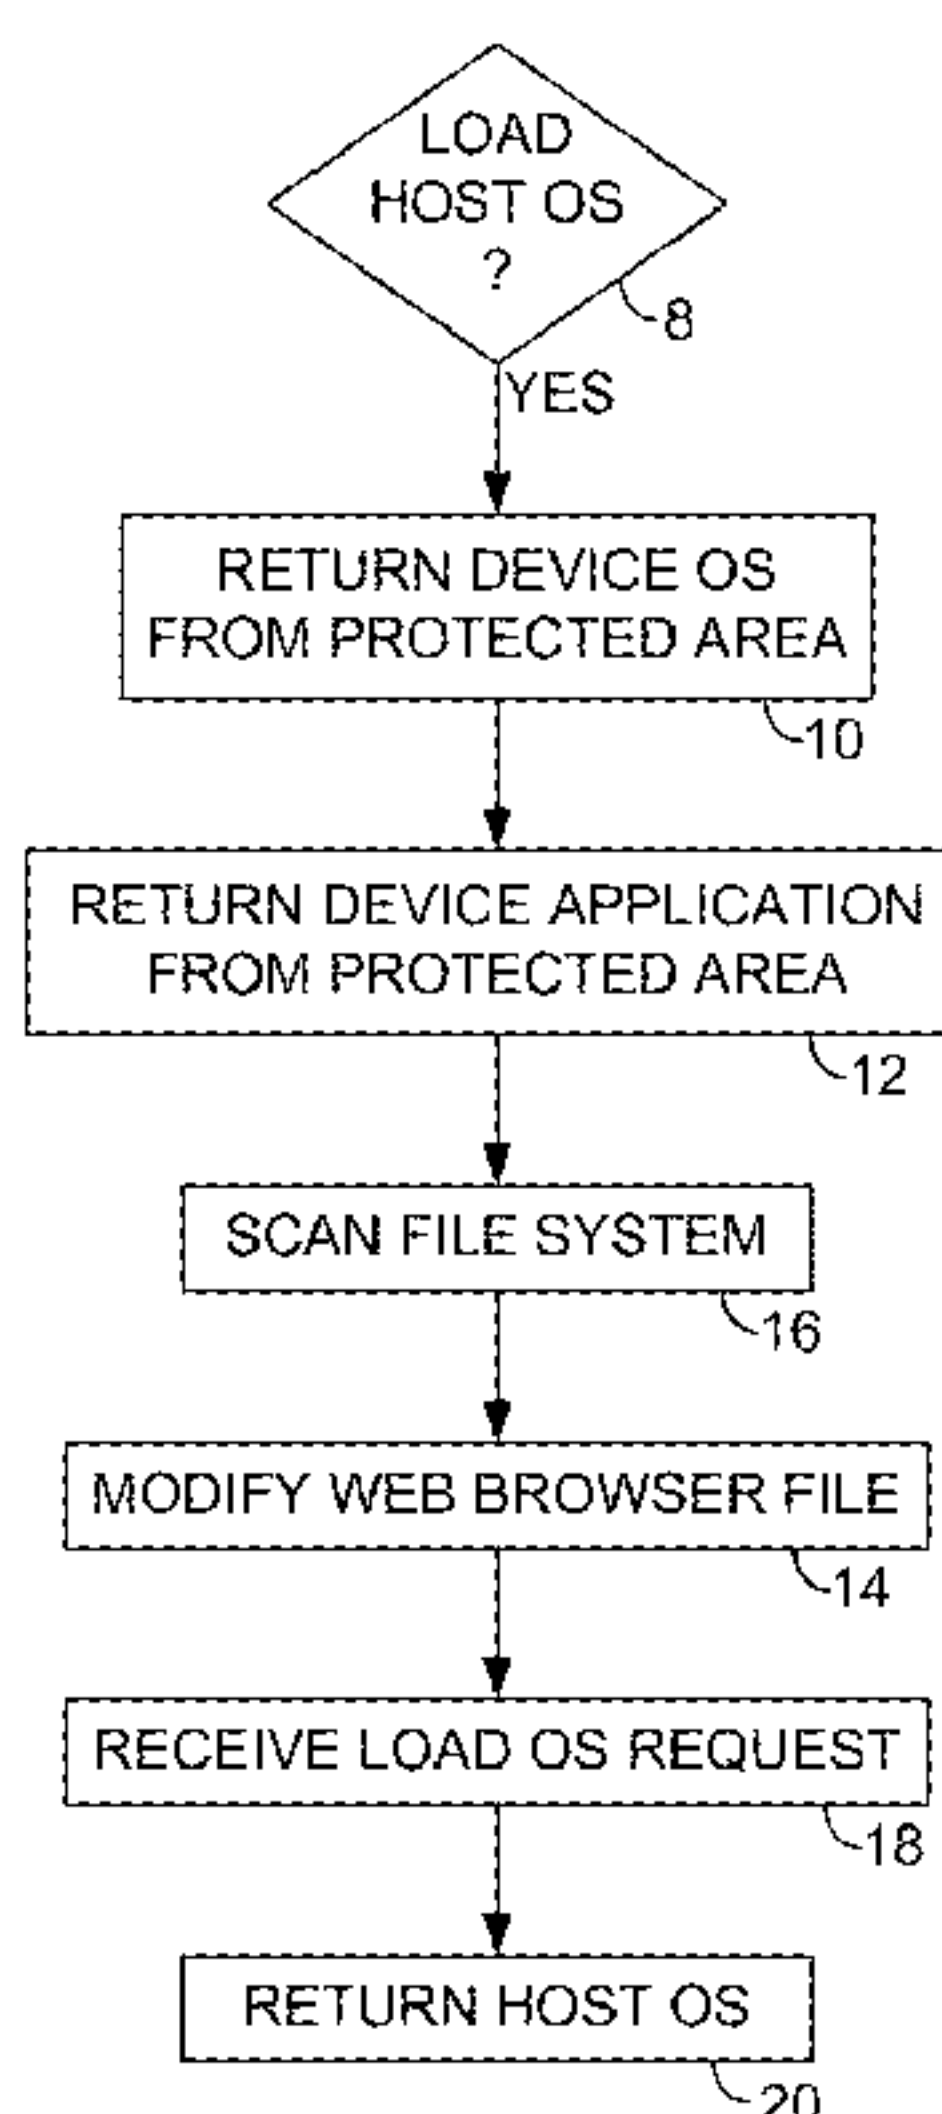 LOAD
HOST OS
?
8
YES
RETURN DEVICE OS
FROM PROTECTED AREA
10
RETURN DEVICE APPLICATION
FROM PROTECTED AREA
12
SCAN FILE SYSTEM
16
MODIFY WEB BROWSER FILE
14
RECEIVE LOAD OS REQUEST
18
RETURN HOST OS
20